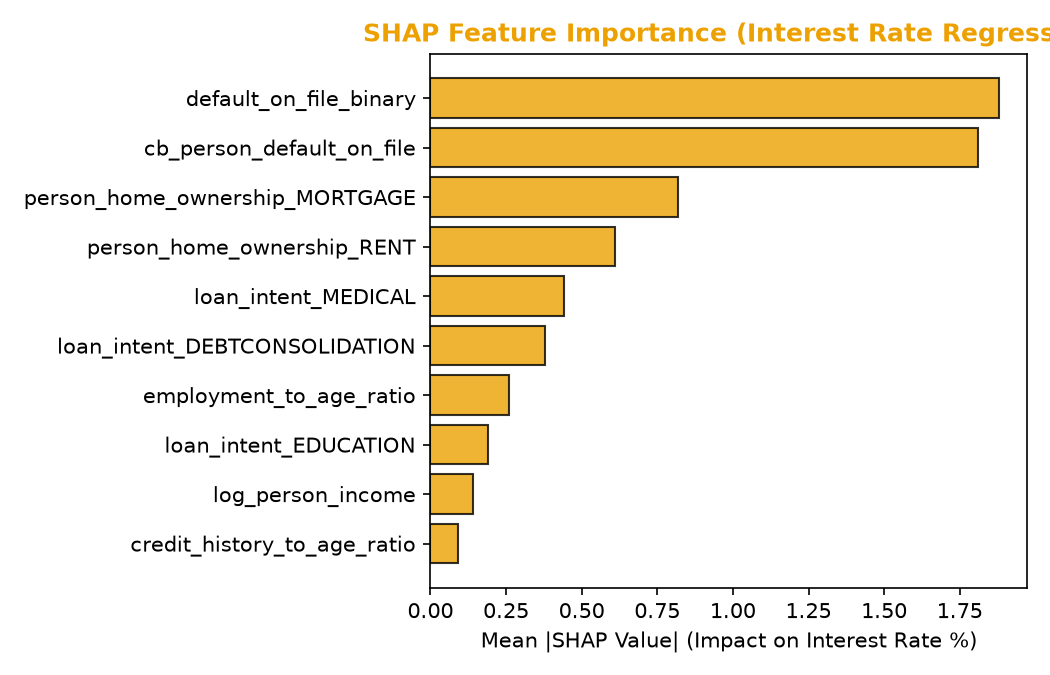 SHAP Feature Importance (Interest Rate Regress
default_on_file_binary
cb_person_default_on_file
person_home_ownership_MORTGAGE
person_home_ownership_RENT
loan_intent_MEDICAL
loan_intent_DEBTCONSOLIDATION
employment_to_age_ratio
loan_intent_EDUCATION
log_person_income
credit_history_to_age_ratio
0.00 0.25 0.50 0.75 1.00 1.25 1.50 1.75
Mean |SHAP Value| (Impact on Interest Rate %)